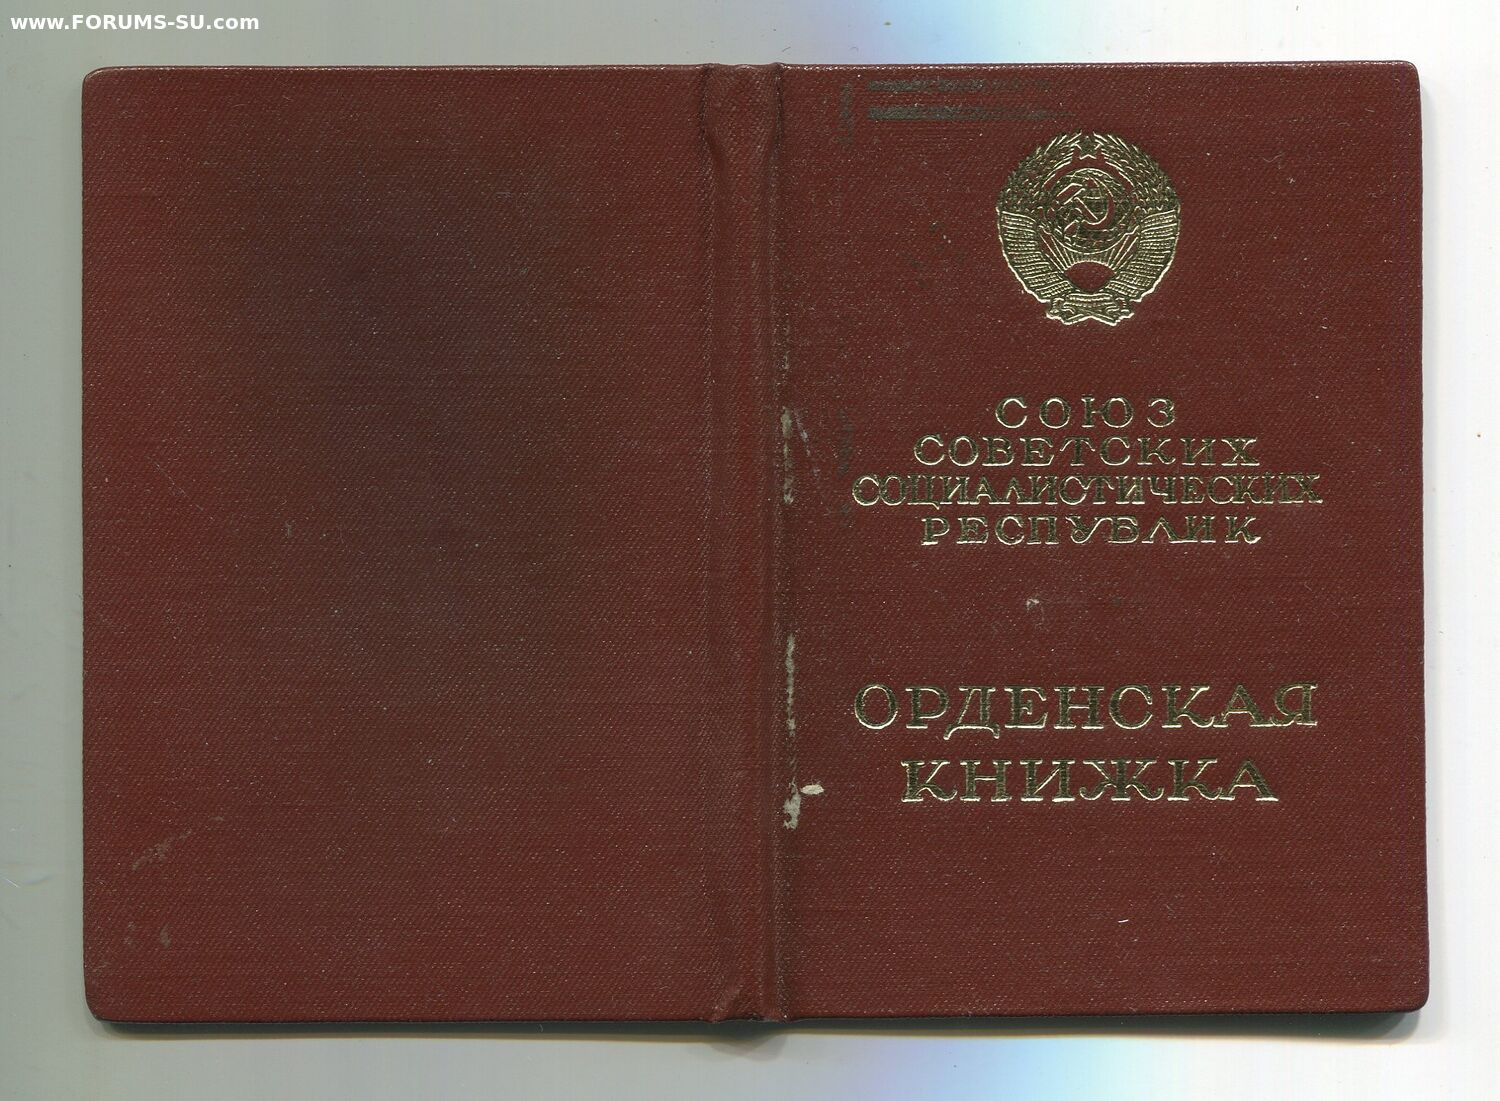 www.FORUMS-SU.com
СОЮЗ
СОВЕТСКИХ
СОЦИАЛИСТИЧЕСКИХ
РЕСПУБЛИК
ОРДЕНСКАЯ
КНИЖКА